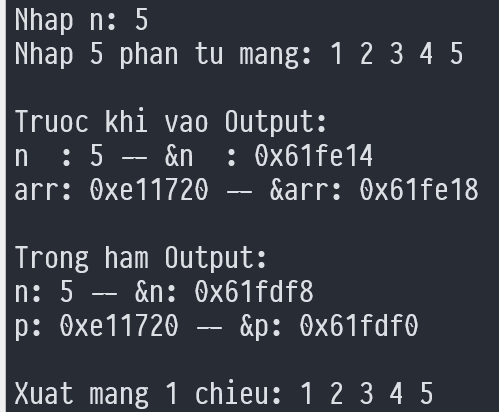 Nhap n: 5
Nhap 5 phan tu mang: 1 2 3 4 5
Truoc khi vao Output:
n  : 5 -- &n  : 0x61fe14
arr: 0xe11720 -- &arr: 0x61fe18
Trong ham Output:
n: 5 -- &n: 0x61fdf8
p: 0xe11720 -- &p: 0x61fdf0
Xuat mang 1 chieu: 1 2 3 4 5